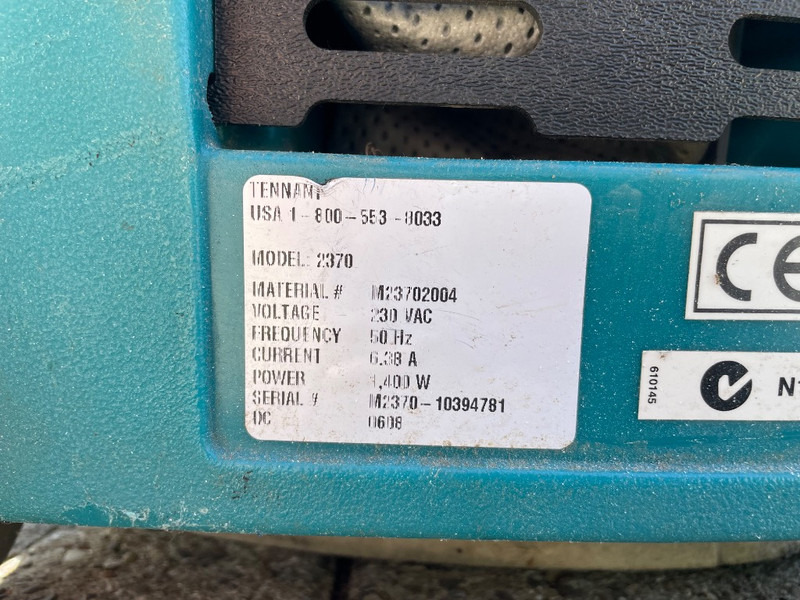 TENNANT
USA 1-800-553-8033
MODEL: 2370
MATERIAL # M23702004
VOLTAGE 230 VAC
FREQUENCY 50 Hz
CURRENT 6.38 A
POWER 1,400 W
SERIAL # M2370-10394781
DC 0608
CE
610145
N1